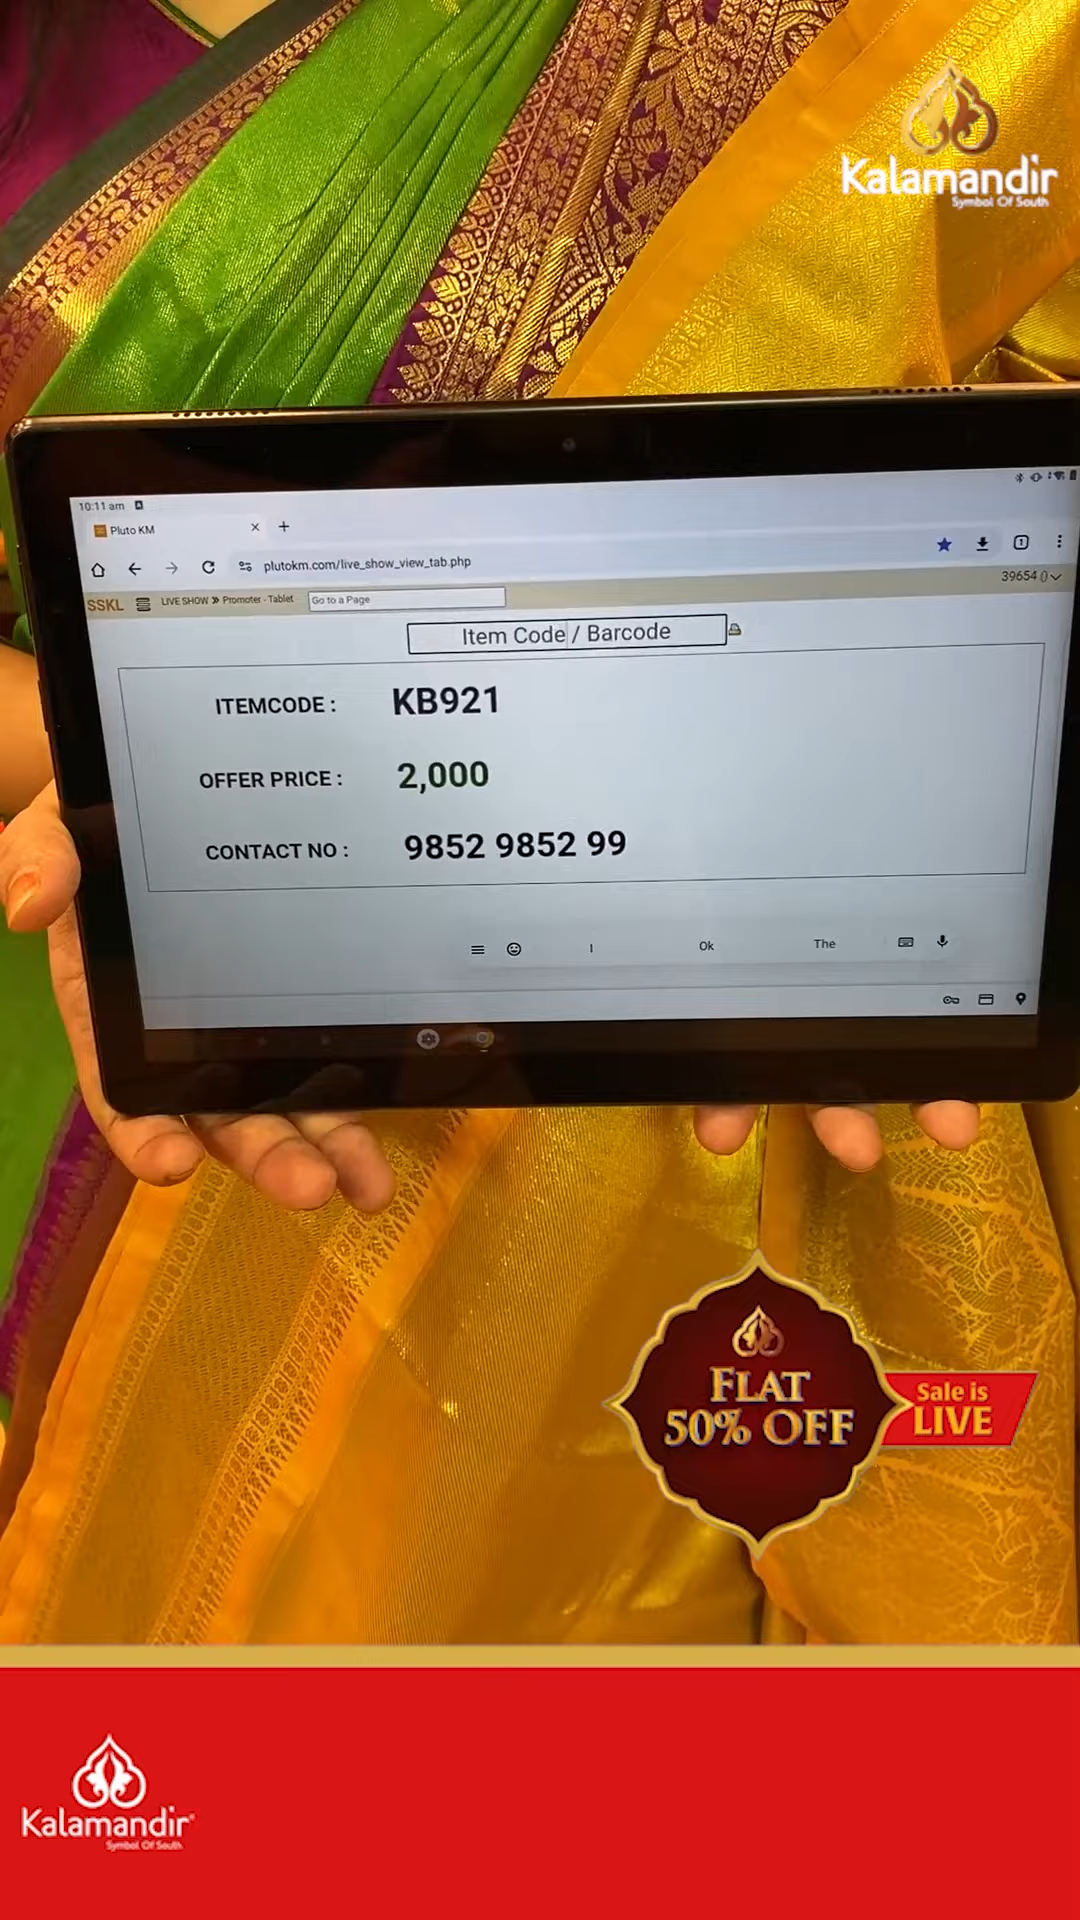 Kalamandir
Symbol Of South
10:11 am
Pluto KM
plutokm.com/live_show_view_tab.php
39654 ()
SSKL
LIVE SHOW » Promoter - Tablet
Go to a Page
Item Code / Barcode
ITEMCODE : KB921
OFFER PRICE : 2,000
CONTACT NO : 9852 9852 99
I Ok The
FLAT
50% OFF
Sale is
LIVE
Kalamandir
Symbol Of South